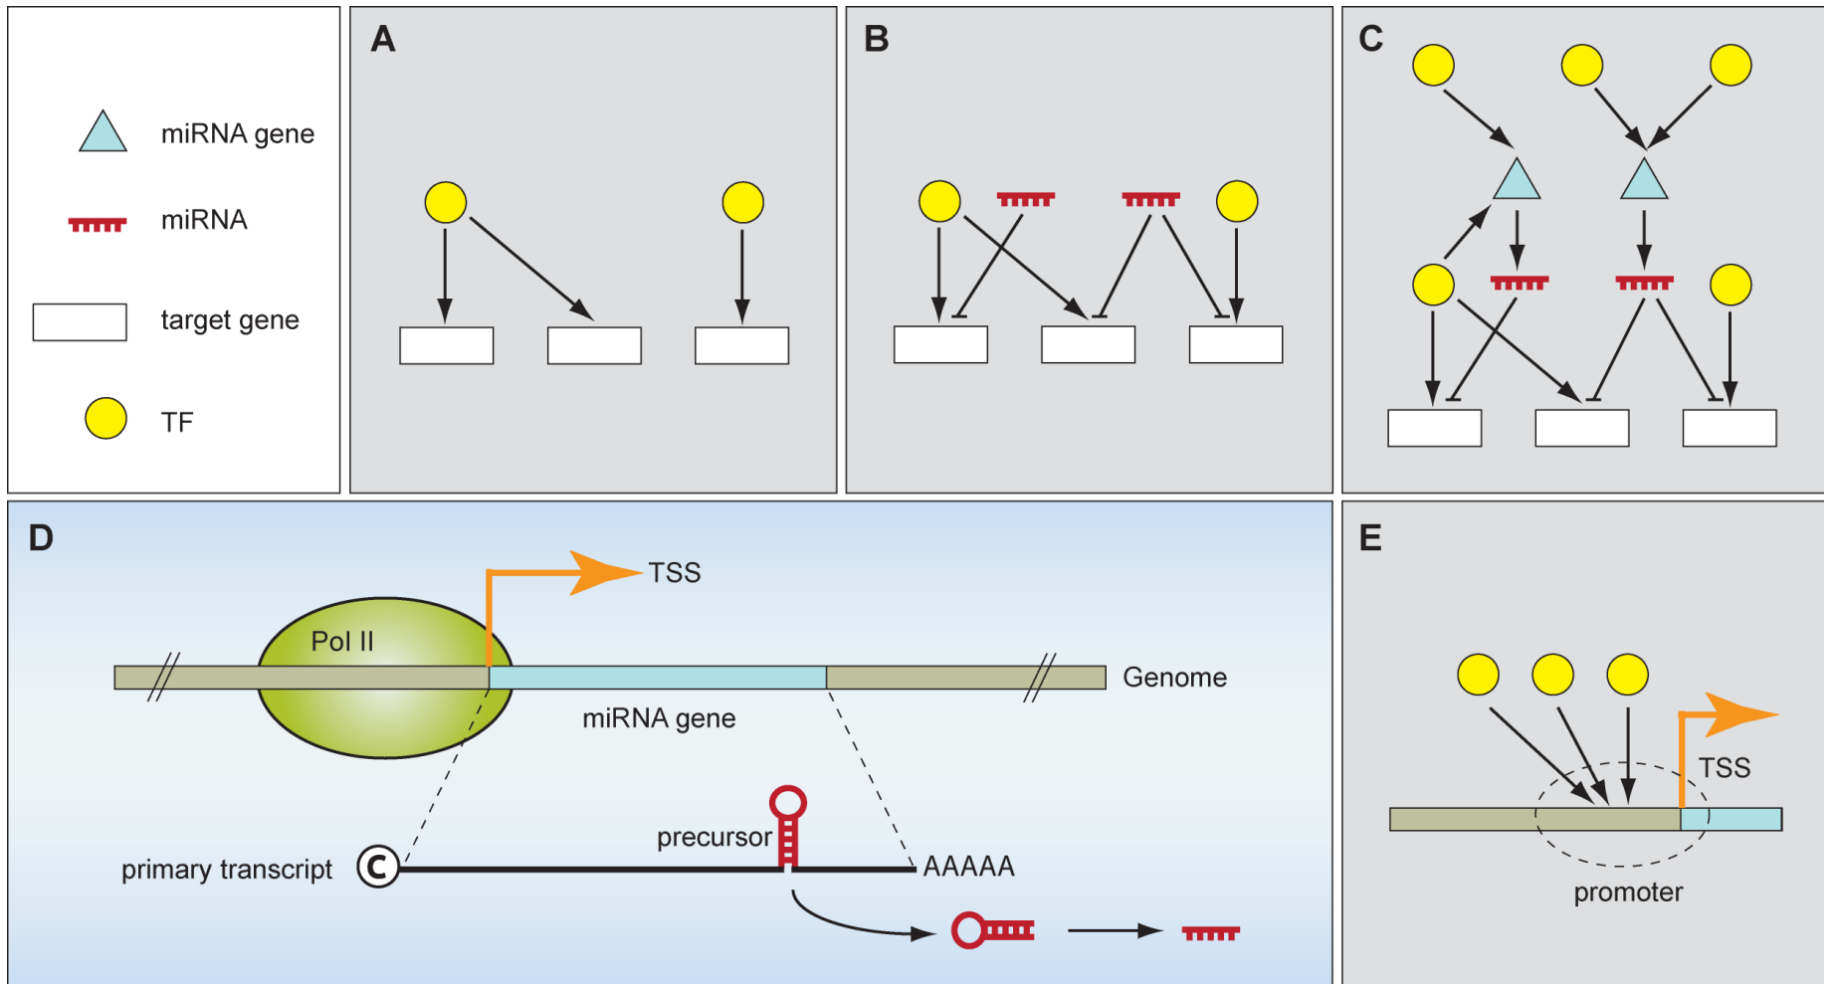 miRNA gene
miRNA
target gene
TF
A
B
C
D
TSS
Pol II
Genome
miRNA gene
precursor
primary transcript
C
AAAAA
E
TSS
promoter